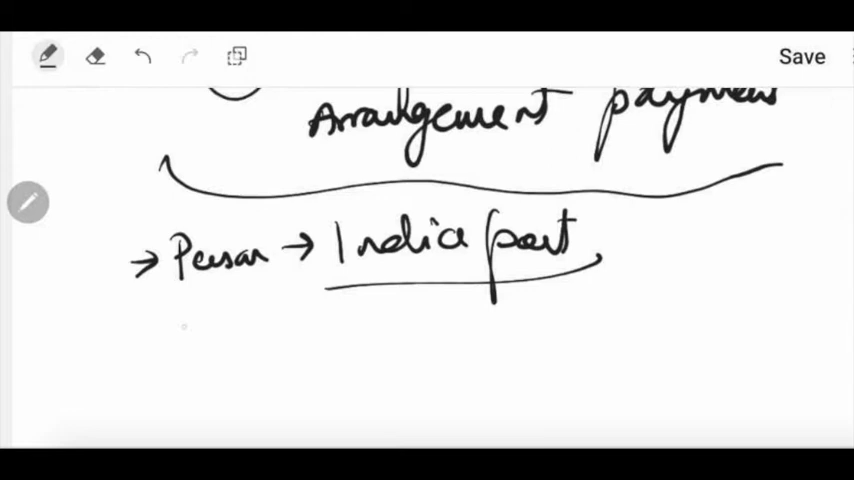 Save
Arrangement payment
→ Person → India part